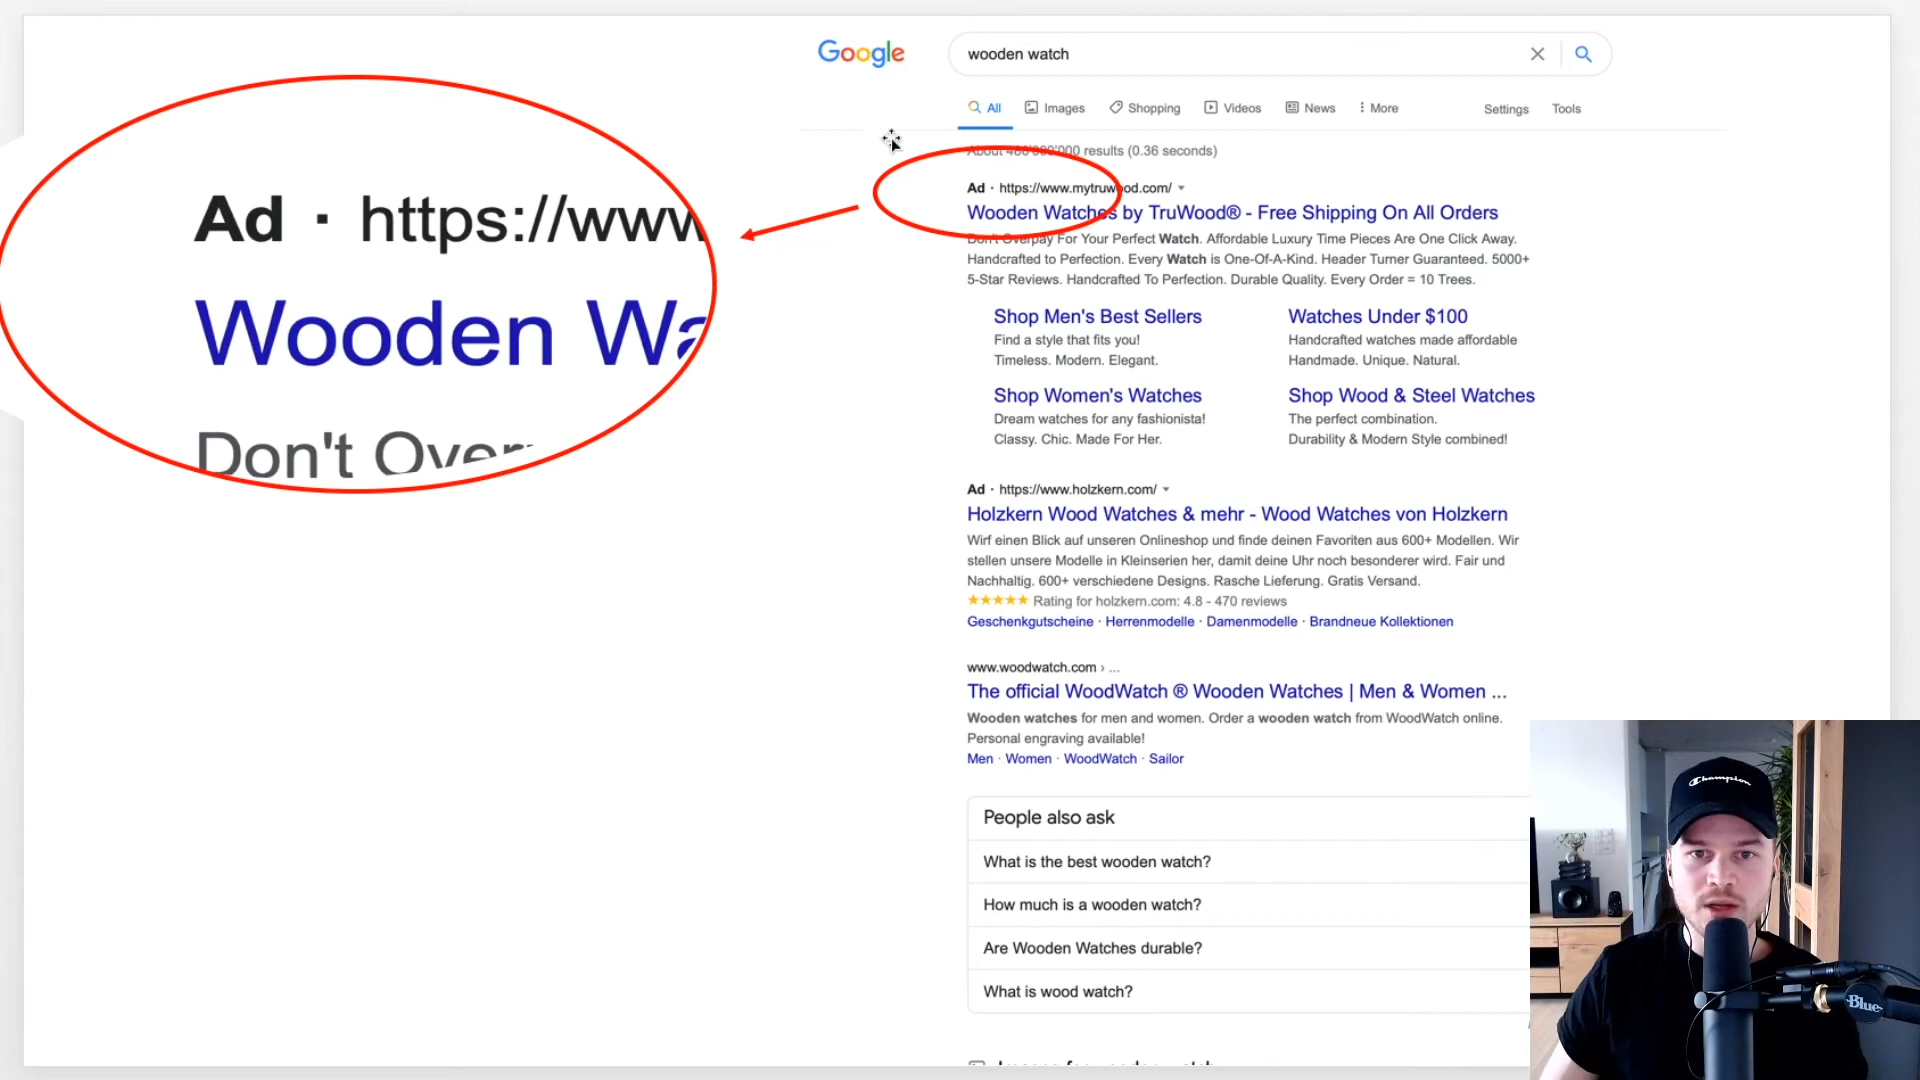 Google
wooden watch
All Images Shopping Videos News More Settings Tools
About 480'000'000 results (0.36 seconds)
Ad · https://www.mytruwood.com/
Wooden Watches by TruWood® - Free Shipping On All Orders
Don't Overpay For Your Perfect Watch. Affordable Luxury Time Pieces Are One Click Away.
Handcrafted to Perfection. Every Watch is One-Of-A-Kind. Header Turner Guaranteed. 5000+
5-Star Reviews. Handcrafted To Perfection. Durable Quality. Every Order = 10 Trees.
Shop Men's Best Sellers
Find a style that fits you!
Timeless. Modern. Elegant.
Watches Under $100
Handcrafted watches made affordable
Handmade. Unique. Natural.
Shop Women's Watches
Dream watches for any fashionista!
Classy. Chic. Made For Her.
Shop Wood & Steel Watches
The perfect combination.
Durability & Modern Style combined!
Ad · https://www.holzkern.com/
Holzkern Wood Watches & mehr - Wood Watches von Holzkern
Wirf einen Blick auf unseren Onlineshop und finde deinen Favoriten aus 600+ Modellen. Wir
stellen unsere Modelle in Kleinserien her, damit deine Uhr noch besonderer wird. Fair und
Nachhaltig. 600+ verschiedene Designs. Rasche Lieferung. Gratis Versand.
★★★★★ Rating for holzkern.com: 4.8 - 470 reviews
Geschenkgutscheine · Herrenmodelle · Damenmodelle · Brandneue Kollektionen
www.woodwatch.com › ...
The official WoodWatch ® Wooden Watches | Men & Women ...
Wooden watches for men and women. Order a wooden watch from WoodWatch online.
Personal engraving available!
Men · Women · WoodWatch · Sailor
People also ask
What is the best wooden watch?
How much is a wooden watch?
Are Wooden Watches durable?
What is wood watch?
Ad · https://www
Wooden Wa
Don't Over
Champion
Blue